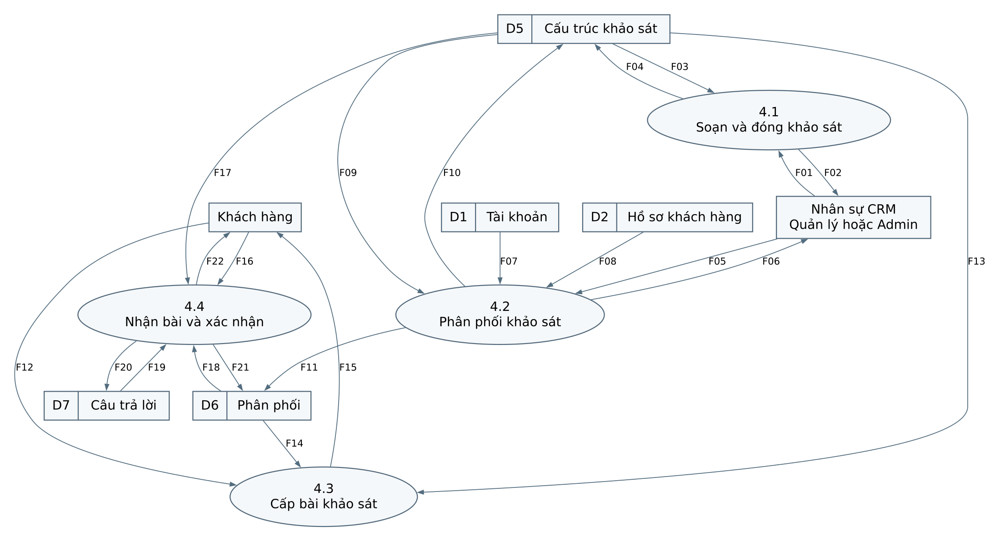 D5 Cấu trúc khảo sát
F04 F03
4.1
Soạn và đóng khảo sát
F17 F09 F10 F01 F02
Khách hàng
D1 Tài khoản
D2 Hồ sơ khách hàng
Nhân sự CRM
Quản lý hoặc Admin
F22 F16 F07 F08 F05 F06 F13
4.4
Nhận bài và xác nhận
4.2
Phân phối khảo sát
F12 F20 F19 F18 F21 F11 F15
D7 Câu trả lời
D6 Phân phối
F14
4.3
Cấp bài khảo sát